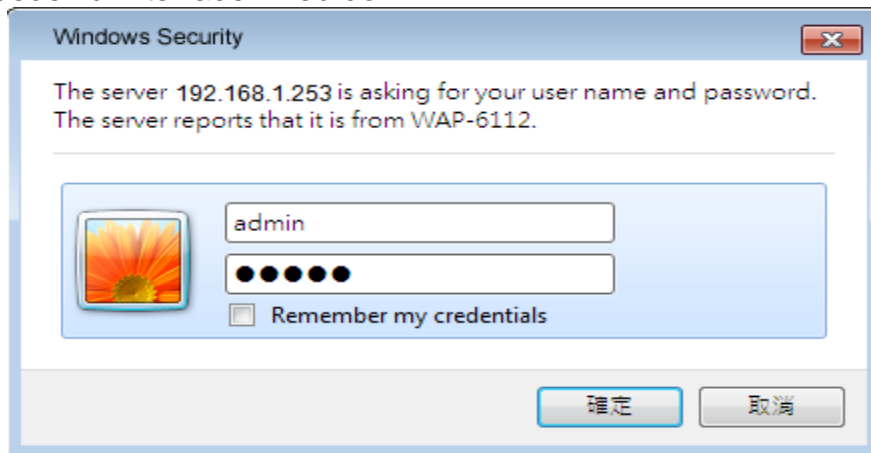 Windows Security
The server 192.168.1.253 is asking for your user name and password.
The server reports that it is from WAP-6112.
admin
●●●●●
Remember my credentials
確定
取消